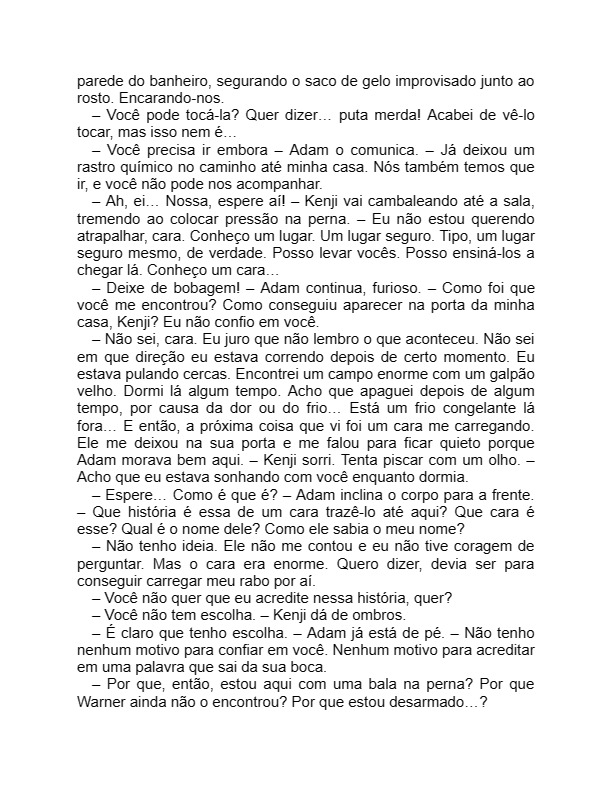 parede do banheiro, segurando o saco de gelo improvisado junto ao
rosto. Encarando-nos.
– Você pode tocá-la? Quer dizer… puta merda! Acabei de vê-lo
tocar, mas isso nem é…
– Você precisa ir embora – Adam o comunica. – Já deixou um
rastro químico no caminho até minha casa. Nós também temos que
ir, e você não pode nos acompanhar.
– Ah, ei… Nossa, espere aí! – Kenji vai cambaleando até a sala,
tremendo ao colocar pressão na perna. – Eu não estou querendo
atrapalhar, cara. Conheço um lugar. Um lugar seguro. Tipo, um lugar
seguro mesmo, de verdade. Posso levar vocês. Posso ensiná-los a
chegar lá. Conheço um cara…
– Deixe de bobagem! – Adam continua, furioso. – Como foi que
você me encontrou? Como conseguiu aparecer na porta da minha
casa, Kenji? Eu não confio em você.
– Não sei, cara. Eu juro que não lembro o que aconteceu. Não sei
em que direção eu estava correndo depois de certo momento. Eu
estava pulando cercas. Encontrei um campo enorme com um galpão
velho. Dormi lá algum tempo. Acho que apaguei depois de algum
tempo, por causa da dor ou do frio… Está um frio congelante lá
fora… E então, a próxima coisa que vi foi um cara me carregando.
Ele me deixou na sua porta e me falou para ficar quieto porque
Adam morava bem aqui. – Kenji sorri. Tenta piscar com um olho. –
Acho que eu estava sonhando com você enquanto dormia.
– Espere… Como é que é? – Adam inclina o corpo para a frente.
– Que história é essa de um cara trazê-lo até aqui? Que cara é
esse? Qual é o nome dele? Como ele sabia o meu nome?
– Não tenho ideia. Ele não me contou e eu não tive coragem de
perguntar. Mas o cara era enorme. Quero dizer, devia ser para
conseguir carregar meu rabo por aí.
– Você não quer que eu acredite nessa história, quer?
– Você não tem escolha. – Kenji dá de ombros.
– É claro que tenho escolha. – Adam já está de pé. – Não tenho
nenhum motivo para confiar em você. Nenhum motivo para acreditar
em uma palavra que sai da sua boca.
– Por que, então, estou aqui com uma bala na perna? Por que
Warner ainda não o encontrou? Por que estou desarmado…?